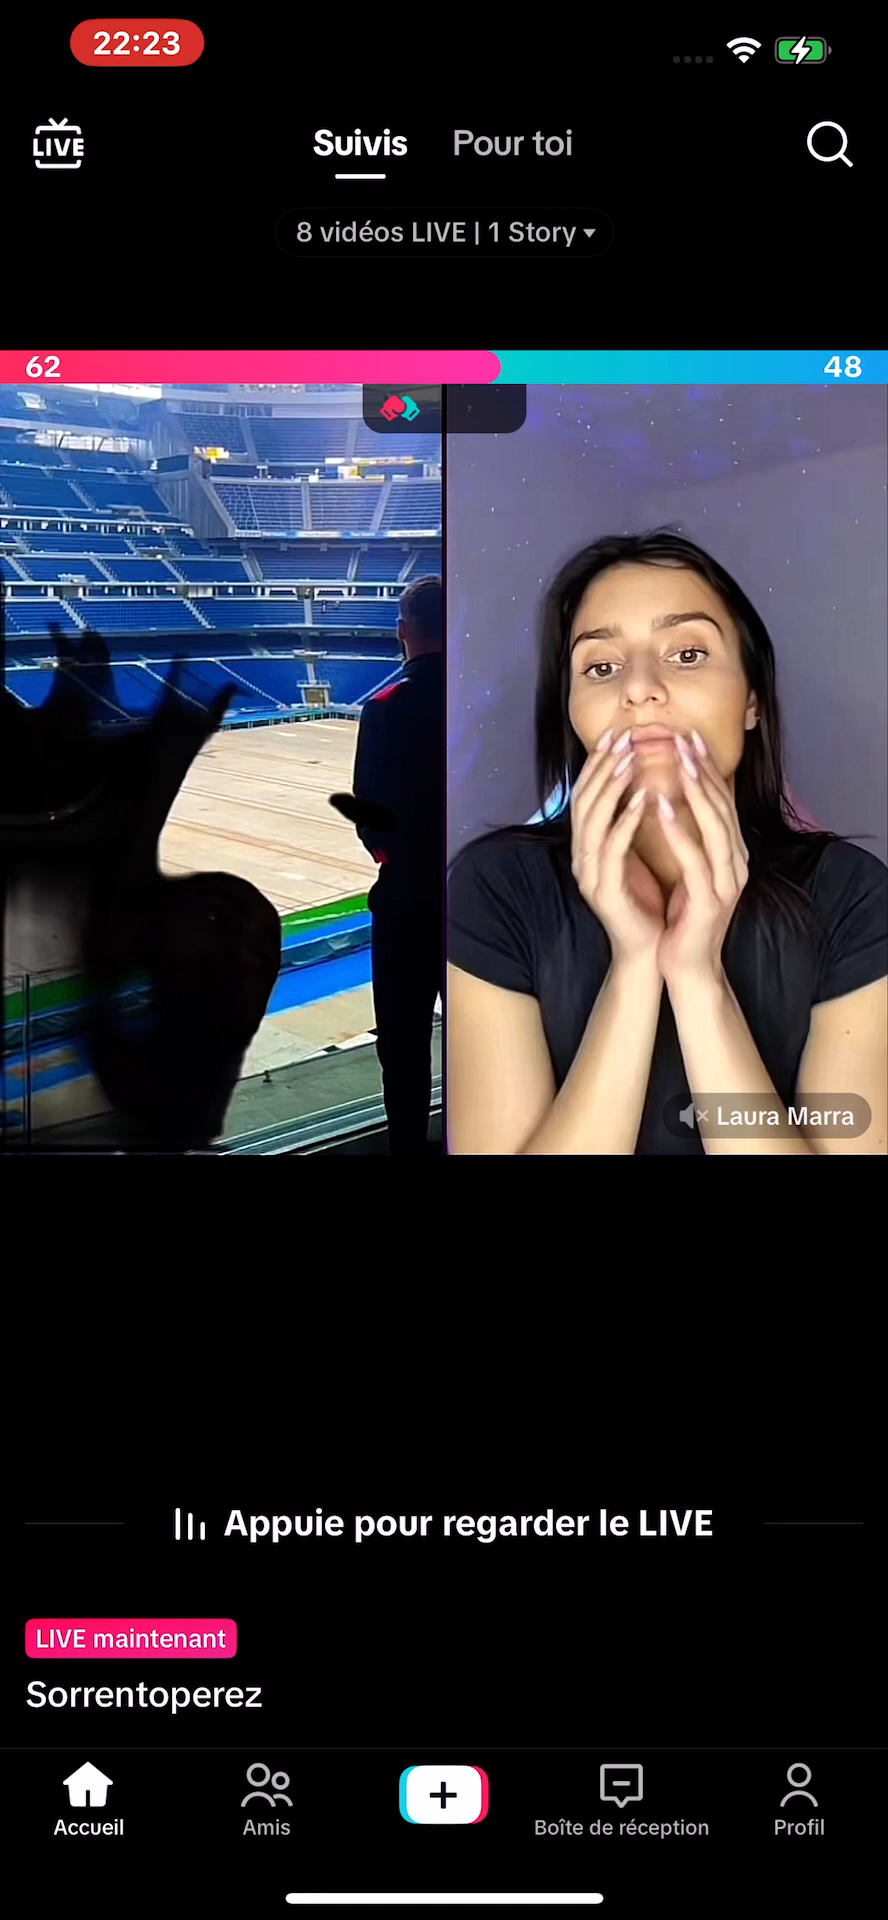 22:23
LIVE
Suivis
Pour toi
8 vidéos LIVE | 1 Story
62
48
Laura Marra
Appuie pour regarder le LIVE
LIVE maintenant
Sorrentoperez
Accueil
Amis
Boîte de réception
Profil